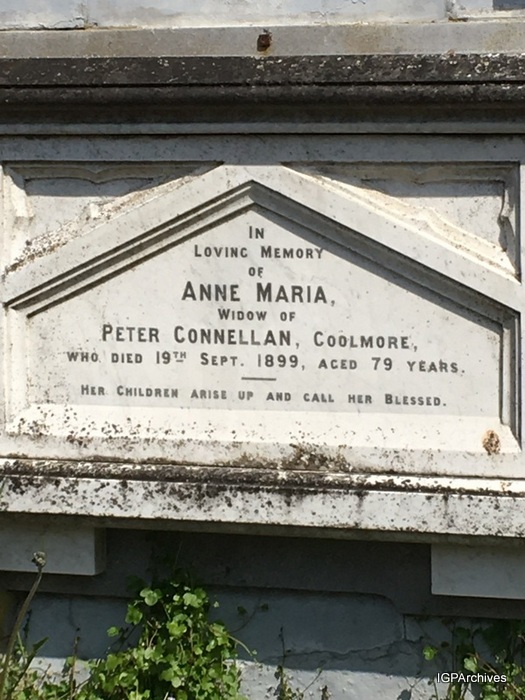 IN
LOVING MEMORY
OF
ANNE MARIA,
WIDOW OF
PETER CONNELLAN, COOLMORE,
WHO DIED 19TH SEPT. 1899, AGED 79 YEARS.
HER CHILDREN ARISE UP AND CALL HER BLESSED.
IGPArchives